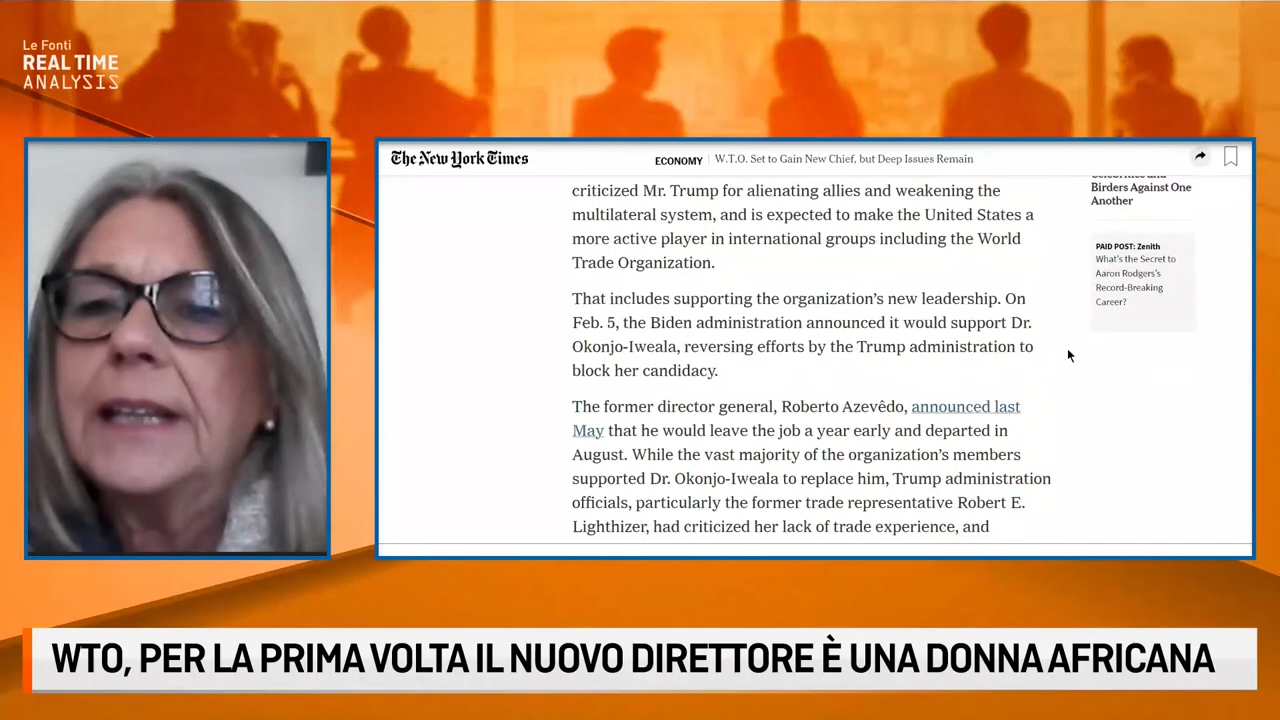 Le Fonti
REAL TIME
ANALYSIS
The New York Times
ECONOMY | W.T.O. Set to Gain New Chief, but Deep Issues Remain
criticized Mr. Trump for alienating allies and weakening the
multilateral system, and is expected to make the United States a
more active player in international groups including the World
Trade Organization.
That includes supporting the organization's new leadership. On
Feb. 5, the Biden administration announced it would support Dr.
Okonjo-Iweala, reversing efforts by the Trump administration to
block her candidacy.
The former director general, Roberto Azevêdo, announced last
May that he would leave the job a year early and departed in
August. While the vast majority of the organization's members
supported Dr. Okonjo-Iweala to replace him, Trump administration
officials, particularly the former trade representative Robert E.
Lighthizer, had criticized her lack of trade experience, and
Birders Against One
Another
PAID POST: Zenith
What's the Secret to
Aaron Rodgers's
Record-Breaking
Career?
WTO, PER LA PRIMA VOLTA IL NUOVO DIRETTORE È UNA DONNA AFRICANA